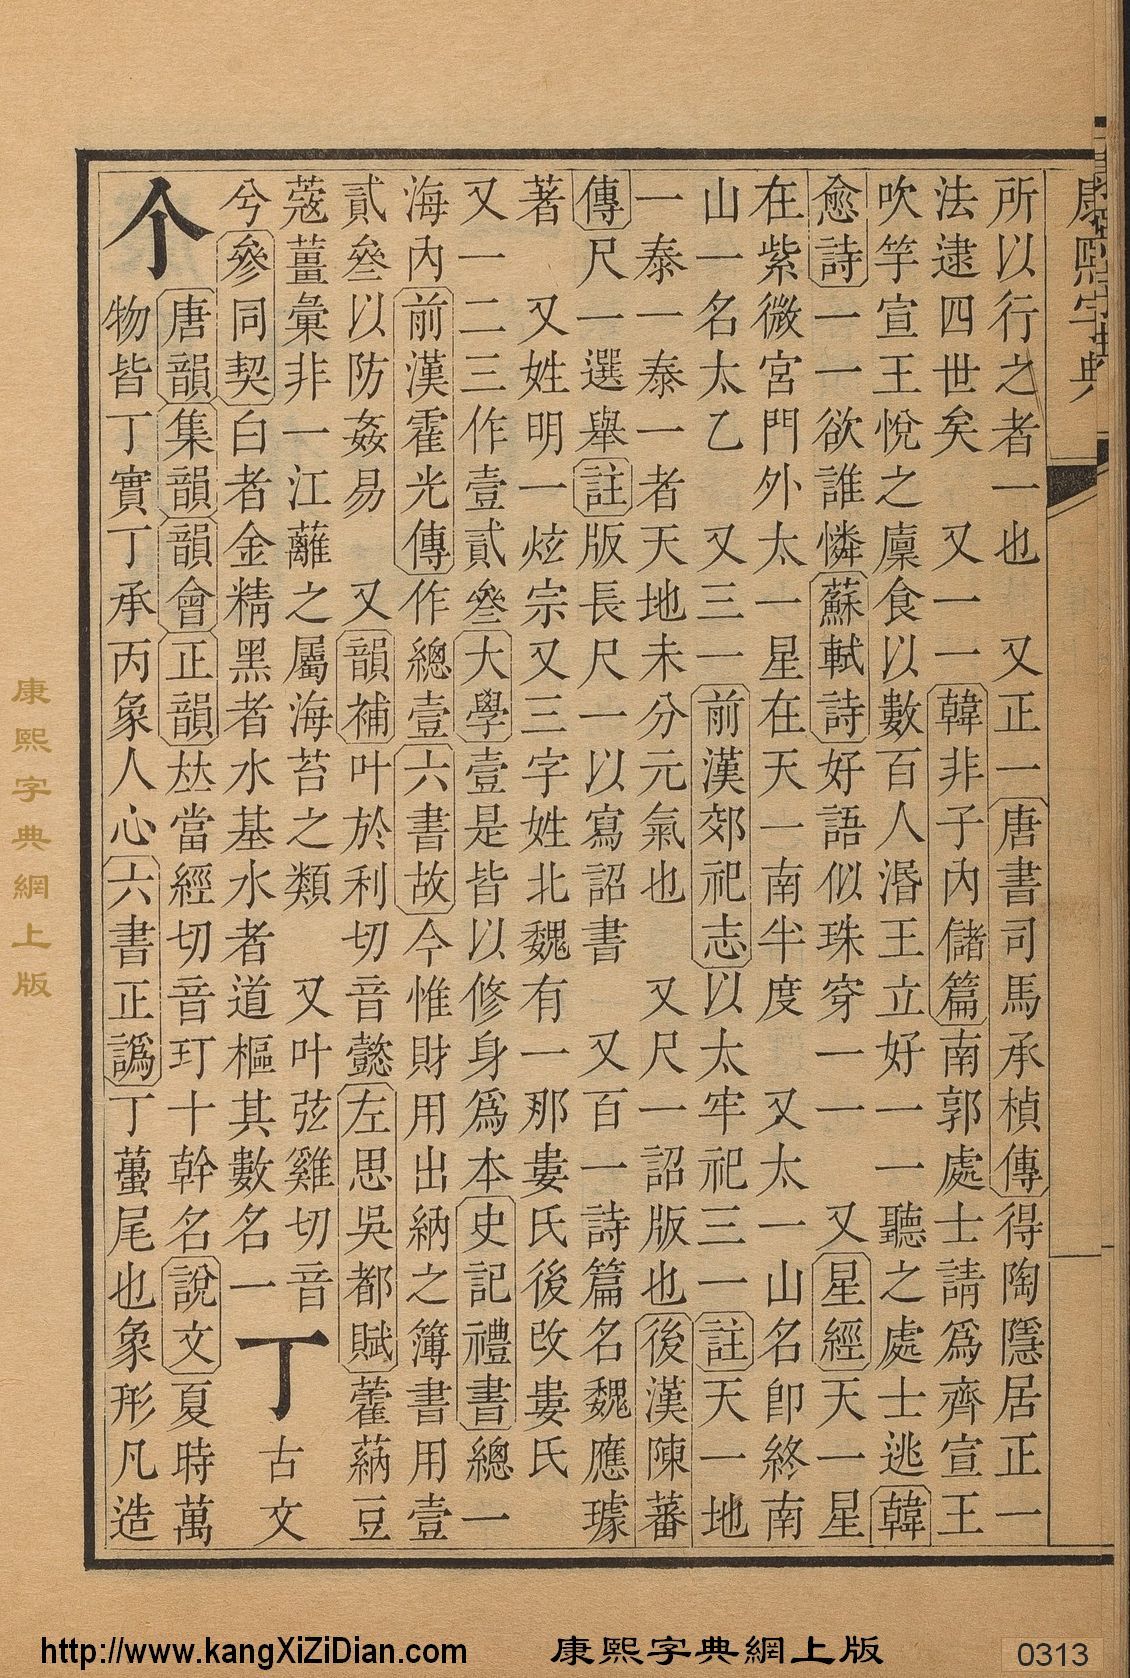 康熙字典
所以行之者一也　又正一唐書司馬承禎傳得陶隱居正一
法逮四世矣　又一一韓非子內儲篇南郭處士請爲齊宣王
吹竽宣王悅之廩食以數百人湣王立好一一聽之處士逃韓
愈詩一一欲誰憐蘇軾詩好語似珠穿一一　又星經天一星
在紫微宮門外太一星在天一南半度　又太一山名卽終南
山一名太乙　又三一前漢郊祀志以太牢祀三一註天一地
一泰一泰一者天地未分元氣也　又尺一詔版也後漢陳蕃
傳尺一選舉註版長尺一以寫詔書　又百一詩篇名魏應璩
著　又姓明一炫宗又三字姓北魏有一那婁氏後改婁氏
又一二三作壹貳叄大學壹是皆以修身爲本史記禮書總一
海內前漢霍光傳作總壹六書故今惟財用出納之簿書用壹
貳叄以防姦易　又韻補叶於利切音懿左思吳都賦藿蒳豆
蔻薑彙非一江蘺之屬海苔之類　又叶弦雞切音
兮參同契白者金精黑者水基水者道樞其數名一
丁
古文
个
唐韻集韻韻會正韻𠀤當經切音玎十幹名說文夏時萬
物皆丁實丁承丙象人心六書正譌丁蠆尾也象形凡造
康熙字典網上版
http://www.kangXiZiDian.com　康熙字典網上版　0313